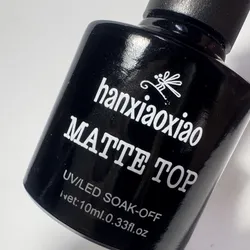 hanxiaoxiao
MATTE TOP
UV/LED SOAK-OFF
Net:10ml.0.33fl.oz